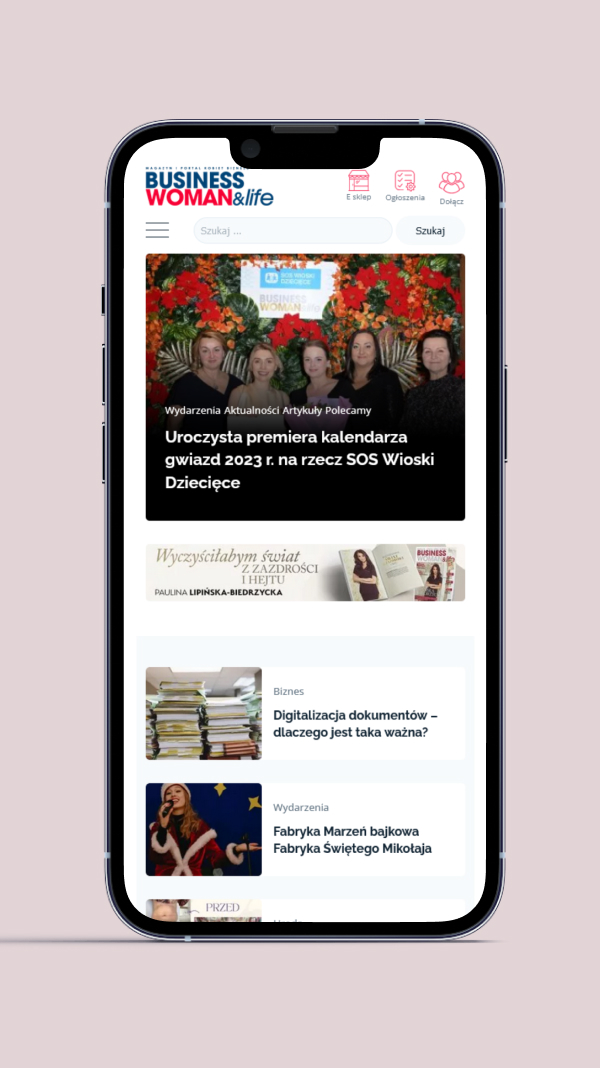 MAGAZYN I PORTAL KOBIET BIZNESU
BUSINESS
WOMAN&life
E sklep
Ogłoszenia
Dołącz
Szukaj ...
Szukaj
SOS WIOSKI
DZIECIĘCE
BUSINESS
WOMAN&life
Wydarzenia Aktualności Artykuły Polecamy
Uroczysta premiera kalendarza
gwiazd 2023 r. na rzecz SOS Wioski
Dziecięce
Wyczyściłabym świat
Z ZAZDROŚCI
I HEJTU
PAULINA LIPIŃSKA-BIEDRZYCKA
BUSINESS
WOMAN&life
Biznes
Digitalizacja dokumentów –
dlaczego jest taka ważna?
Wydarzenia
Fabryka Marzeń bajkowa
Fabryka Świętego Mikołaja
PRZED